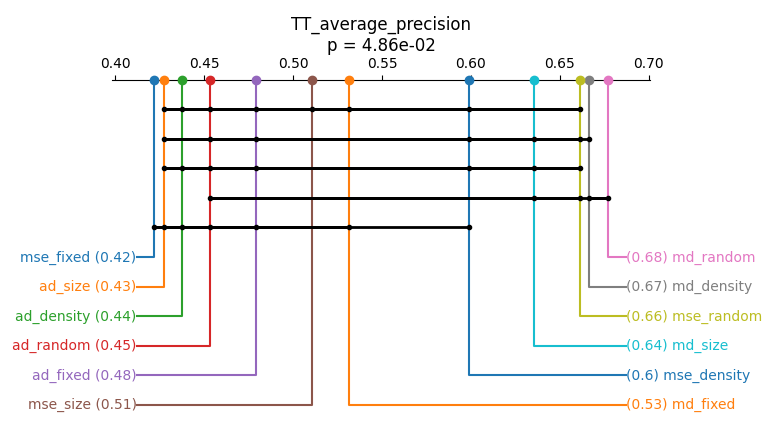 TT_average_precision
p = 4.86e-02
0.40 0.45 0.50 0.55 0.60 0.65 0.70
mse_fixed (0.42) (0.68) md_random
ad_size (0.43) (0.67) md_density
ad_density (0.44) (0.66) mse_random
ad_random (0.45) (0.64) md_size
ad_fixed (0.48) (0.6) mse_density
mse_size (0.51) (0.53) md_fixed